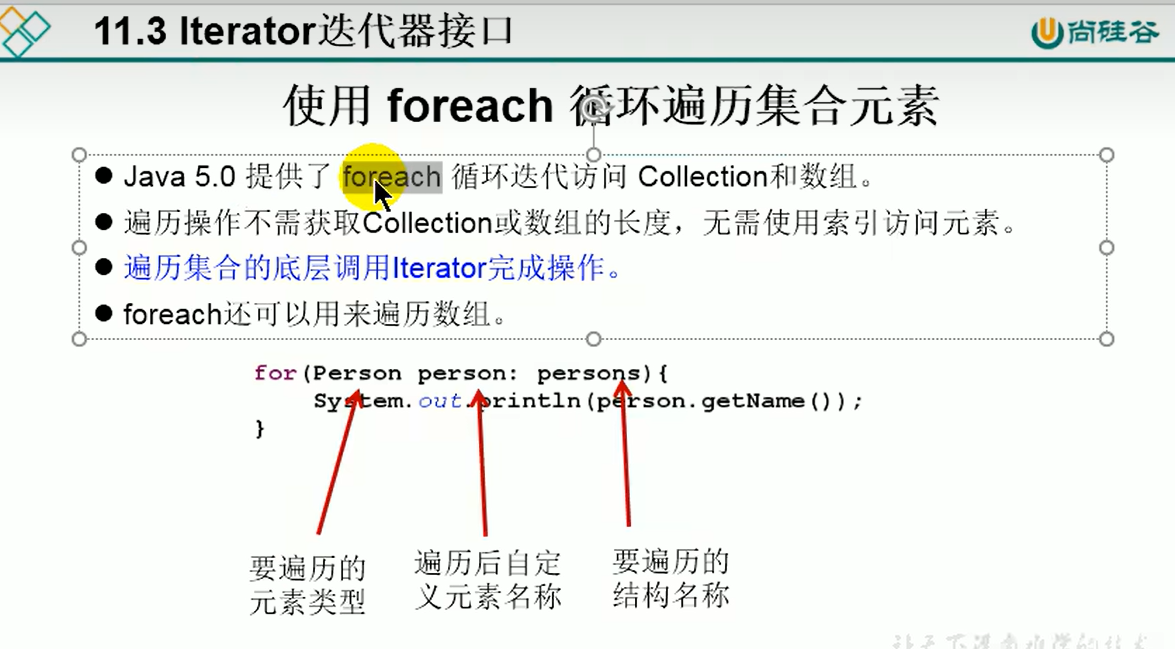 11.3 Iterator迭代器接口
尚硅谷
使用 foreach 循环遍历集合元素
● Java 5.0 提供了 foreach 循环迭代访问 Collection和数组。
● 遍历操作不需获取Collection或数组的长度，无需使用索引访问元素。
● 遍历集合的底层调用Iterator完成操作。
● foreach还可以用来遍历数组。
for(Person person: persons){
System.out.println(person.getName());
}
要遍历的
元素类型
遍历后自定
义元素名称
要遍历的
结构名称